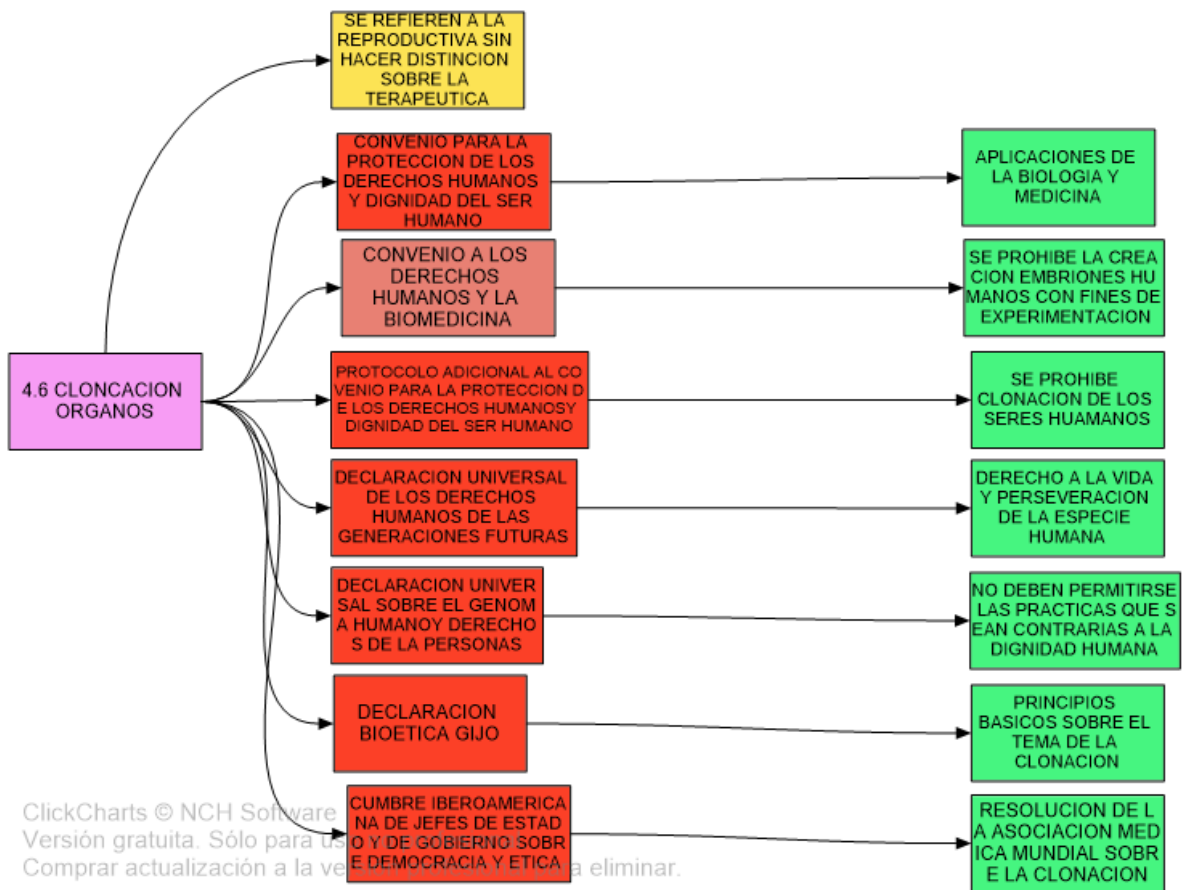 SE REFIEREN A LA
REPRODUCTIVA SIN
HACER DISTINCION
SOBRE LA
TERAPEUTICA
CONVENIO PARA LA
PROTECCION DE LOS
DERECHOS HUMANOS
Y DIGNIDAD DEL SER
HUMANO
APLICACIONES DE
LA BIOLOGIA Y
MEDICINA
CONVENIO A LOS
DERECHOS
HUMANOS Y LA
BIOMEDICINA
SE PROHIBE LA CREA
CION EMBRIONES HU
MANOS CON FINES DE
EXPERIMENTACION
4.6 CLONCACION
ORGANOS
PROTOCOLO ADICIONAL AL CO
VENIO PARA LA PROTECCION D
E LOS DERECHOS HUMANOSY
DIGNIDAD DEL SER HUMANO
SE PROHIBE
CLONACION DE LOS
SERES HUAMANOS
DECLARACION UNIVERSAL
DE LOS DERECHOS
HUMANOS DE LAS
GENERACIONES FUTURAS
DERECHO A LA VIDA
Y PERSEVERACION
DE LA ESPECIE
HUMANA
DECLARACION UNIVER
SAL SOBRE EL GENOM
A HUMANOY DERECHO
S DE LA PERSONAS
NO DEBEN PERMITIRSE
LAS PRACTICAS QUE S
EAN CONTRARIAS A LA
DIGNIDAD HUMANA
DECLARACION
BIOETICA GIJO
PRINCIPIOS
BASICOS SOBRE EL
TEMA DE LA
CLONACION
CUMBRE IBEROAMERICA
NA DE JEFES DE ESTAD
O Y DE GOBIERNO SOBR
E DEMOCRACIA Y ETICA
RESOLUCION DE L
A ASOCIACION MED
ICA MUNDIAL SOBR
E LA CLONACION
ClickCharts © NCH Software
Versión gratuita. Sólo para
Comprar actualización a la eliminar.